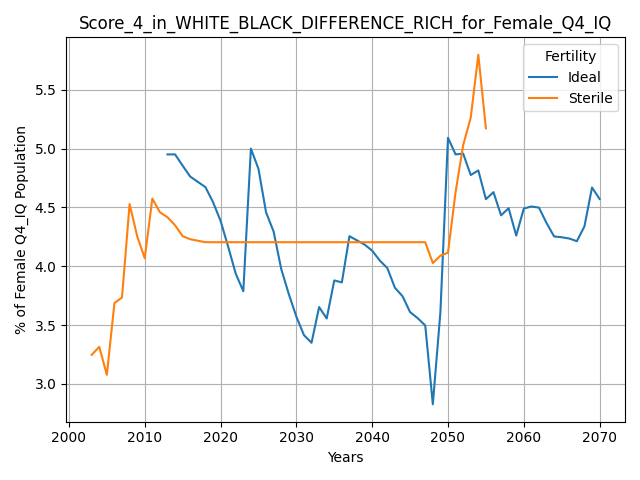 Score_4_in_WHITE_BLACK_DIFFERENCE_RICH_for_Female_Q4_IQ
Fertility
Ideal
Sterile
% of Female Q4_IQ Population
5.5
5.0
4.5
4.0
3.5
3.0
2000 2010 2020 2030 2040 2050 2060 2070
Years